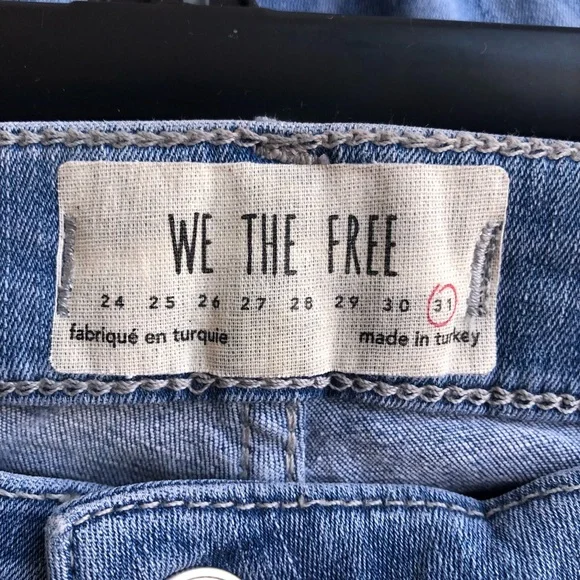 WE THE FREE
24 25 26 27 28 29 30 31
fabriqué en turquie made in turkey